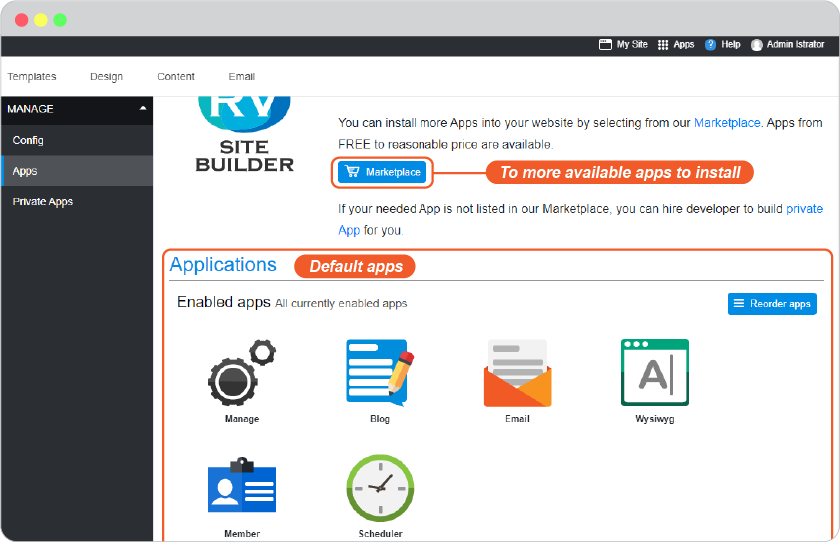 My Site Apps Help Admin Istrator
Templates Design Content Email
MANAGE
Config
Apps
Private Apps
RV
SITE
BUILDER
You can install more Apps into your website by selecting from our Marketplace. Apps from
FREE to reasonable price are available.
Marketplace
To more available apps to install
If your needed App is not listed in our Marketplace, you can hire developer to build private
App for you.
Applications
Default apps
Enabled apps All currently enabled apps
Reorder apps
Manage Blog Email Wysiwyg
Member Scheduler